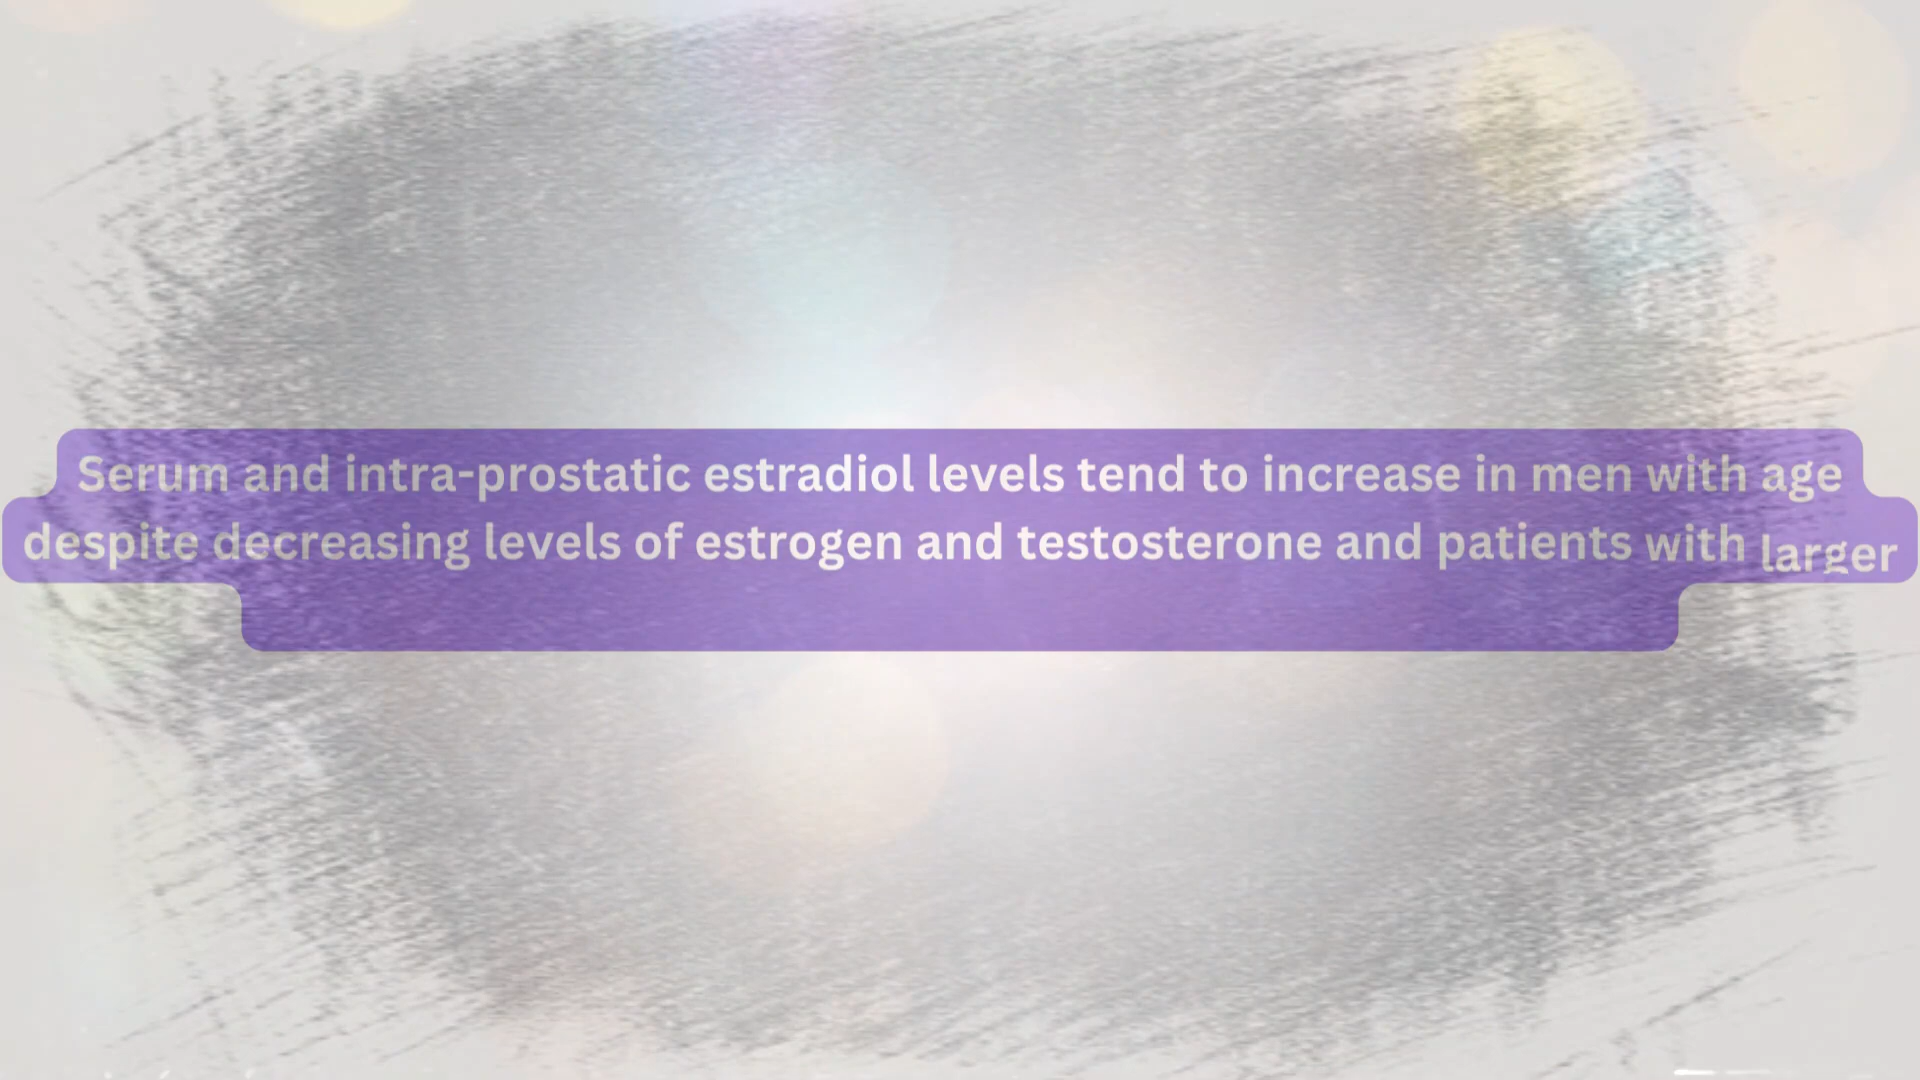 Serum and intra-prostatic estradiol levels tend to increase in men with age
despite decreasing levels of estrogen and testosterone and patients with larger